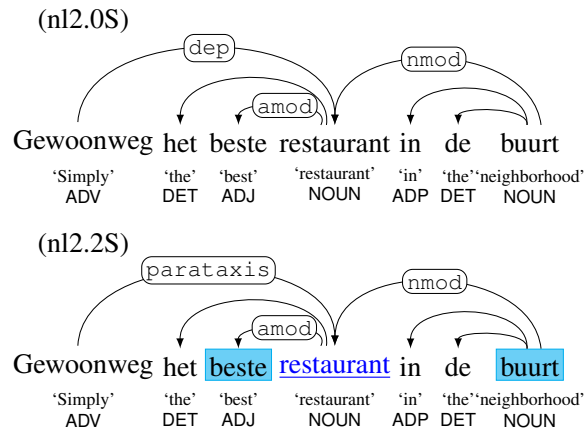 (nl2.0S)
dep
nmod
amod
Gewoonweg het beste restaurant in de buurt
‘Simply’ ‘the’ ‘best’ ‘restaurant’ ‘in’ ‘the’ ‘neighborhood’
ADV DET ADJ NOUN ADP DET NOUN
(nl2.2S)
parataxis
nmod
amod
Gewoonweg het beste restaurant in de buurt
‘Simply’ ‘the’ ‘best’ ‘restaurant’ ‘in’ ‘the’ ‘neighborhood’
ADV DET ADJ NOUN ADP DET NOUN